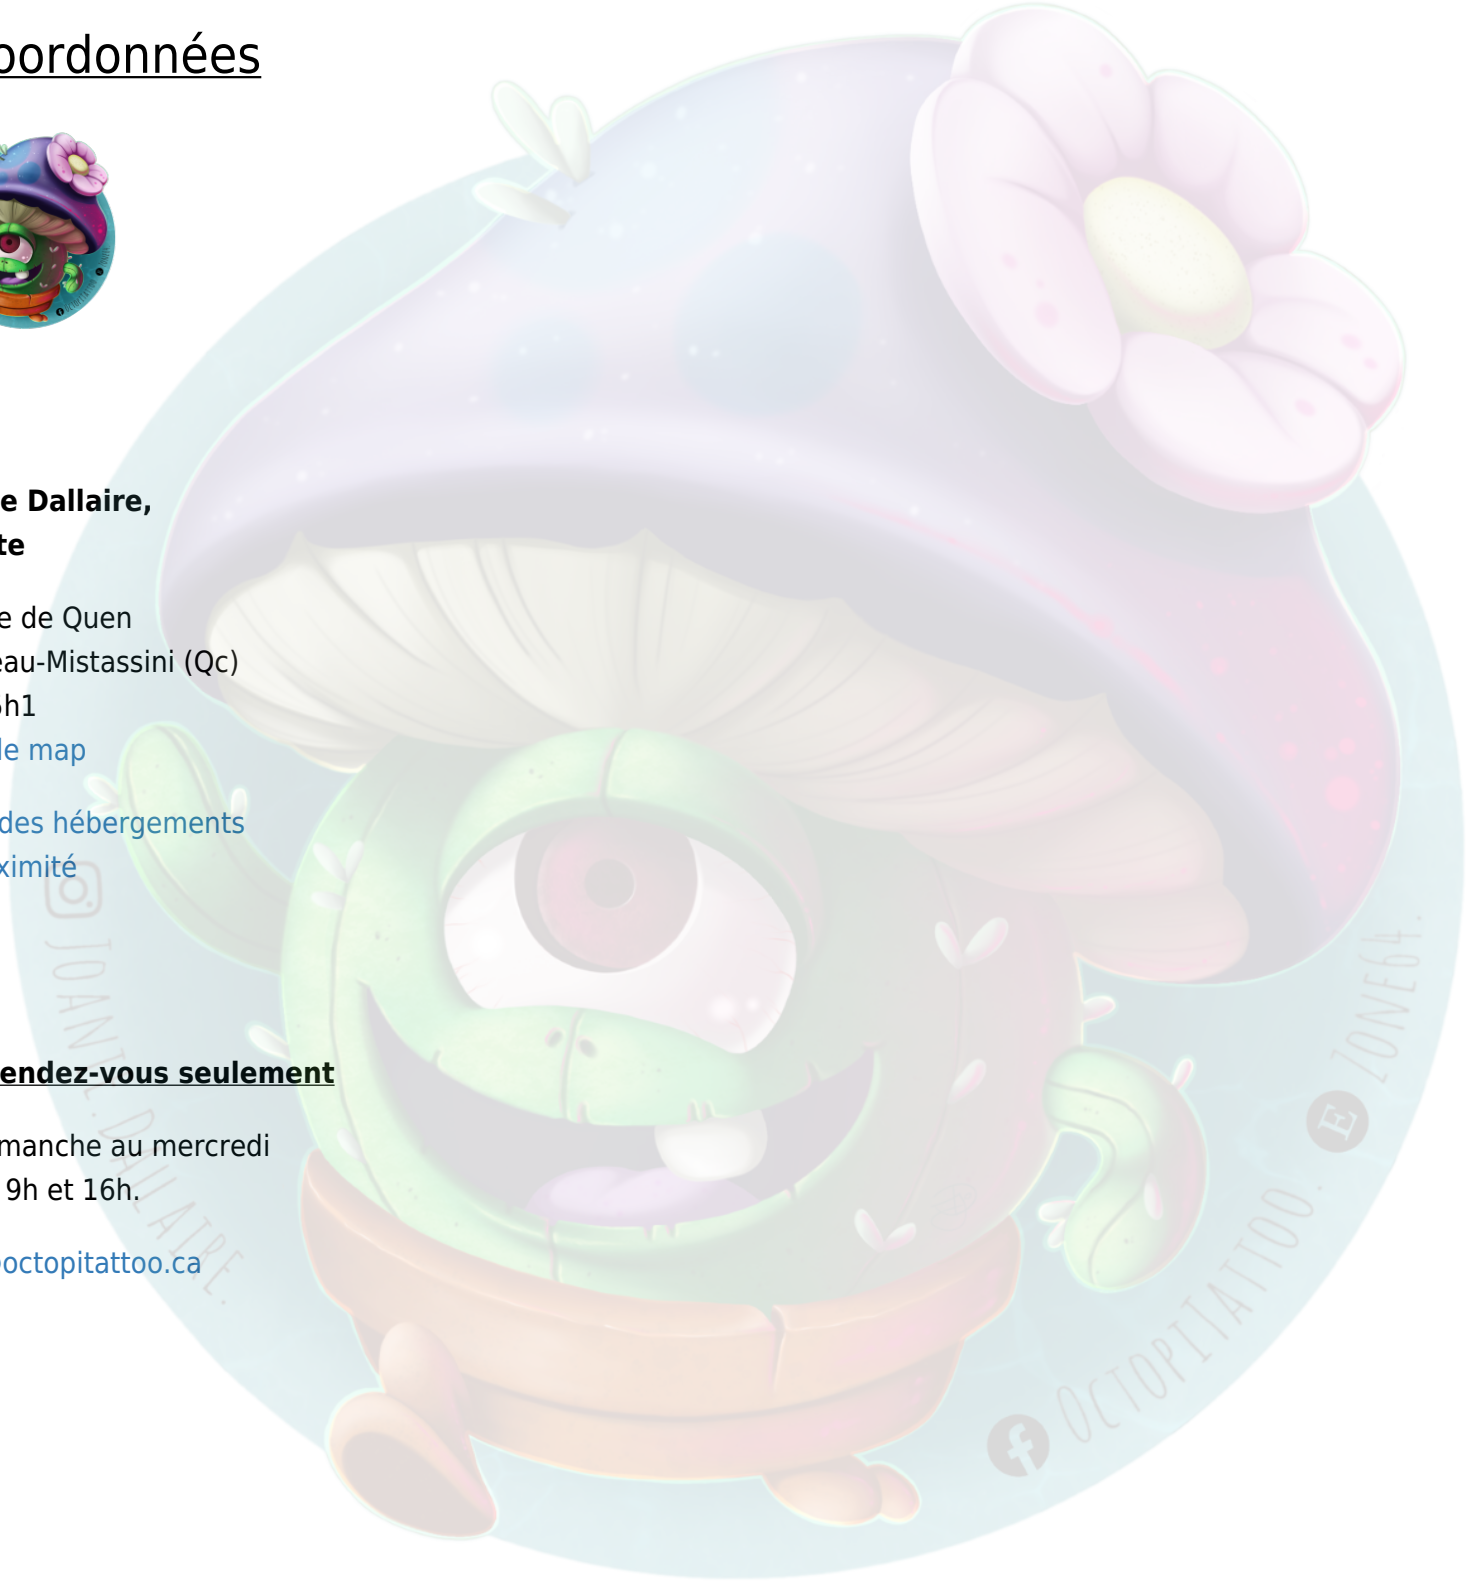 oordonnées
e Dallaire,
te
e de Quen
eau-Mistassini (Qc)
h1
le map
des hébergements
ximité
endez-vous seulement
manche au mercredi
9h et 16h.
octopitattoo.ca
JOANIE.DALLAIRE.
OCTOPITATTOO.
ZONE64.